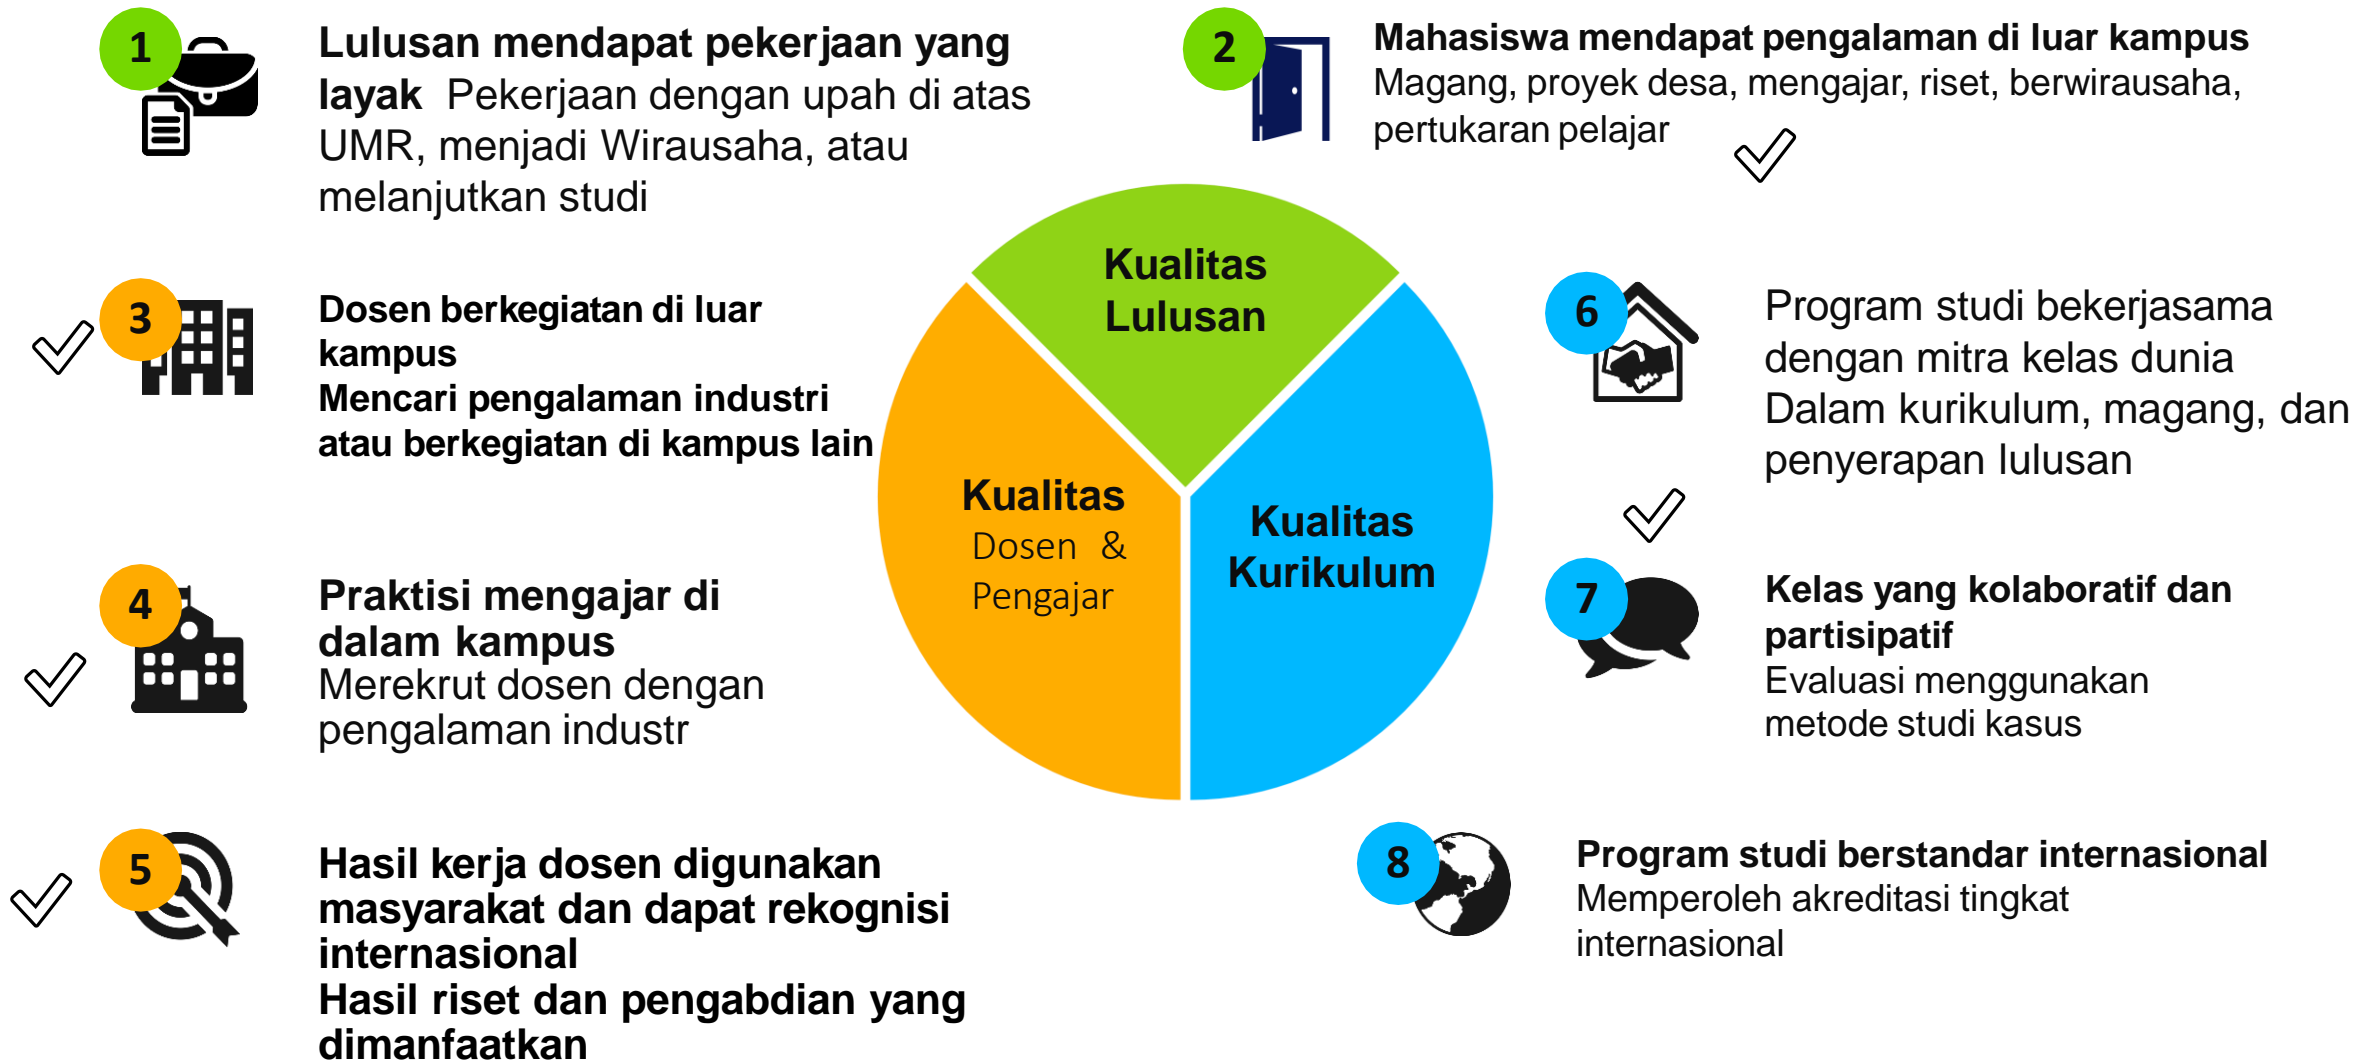 1
Lulusan mendapat pekerjaan yang
layak Pekerjaan dengan upah di atas
UMR, menjadi Wirausaha, atau
melanjutkan studi
2
Mahasiswa mendapat pengalaman di luar kampus
Magang, proyek desa, mengajar, riset, berwirausaha,
pertukaran pelajar
3
Dosen berkegiatan di luar
kampus
Mencari pengalaman industri
atau berkegiatan di kampus lain
4
Praktisi mengajar di
dalam kampus
Merekrut dosen dengan
pengalaman industr
5
Hasil kerja dosen digunakan
masyarakat dan dapat rekognisi
internasional
Hasil riset dan pengabdian yang
dimanfaatkan
Kualitas
Lulusan
Kualitas
Dosen &
Pengajar
Kualitas
Kurikulum
6
Program studi bekerjasama
dengan mitra kelas dunia
Dalam kurikulum, magang, dan
penyerapan lulusan
7
Kelas yang kolaboratif dan
partisipatif
Evaluasi menggunakan
metode studi kasus
8
Program studi berstandar internasional
Memperoleh akreditasi tingkat
internasional